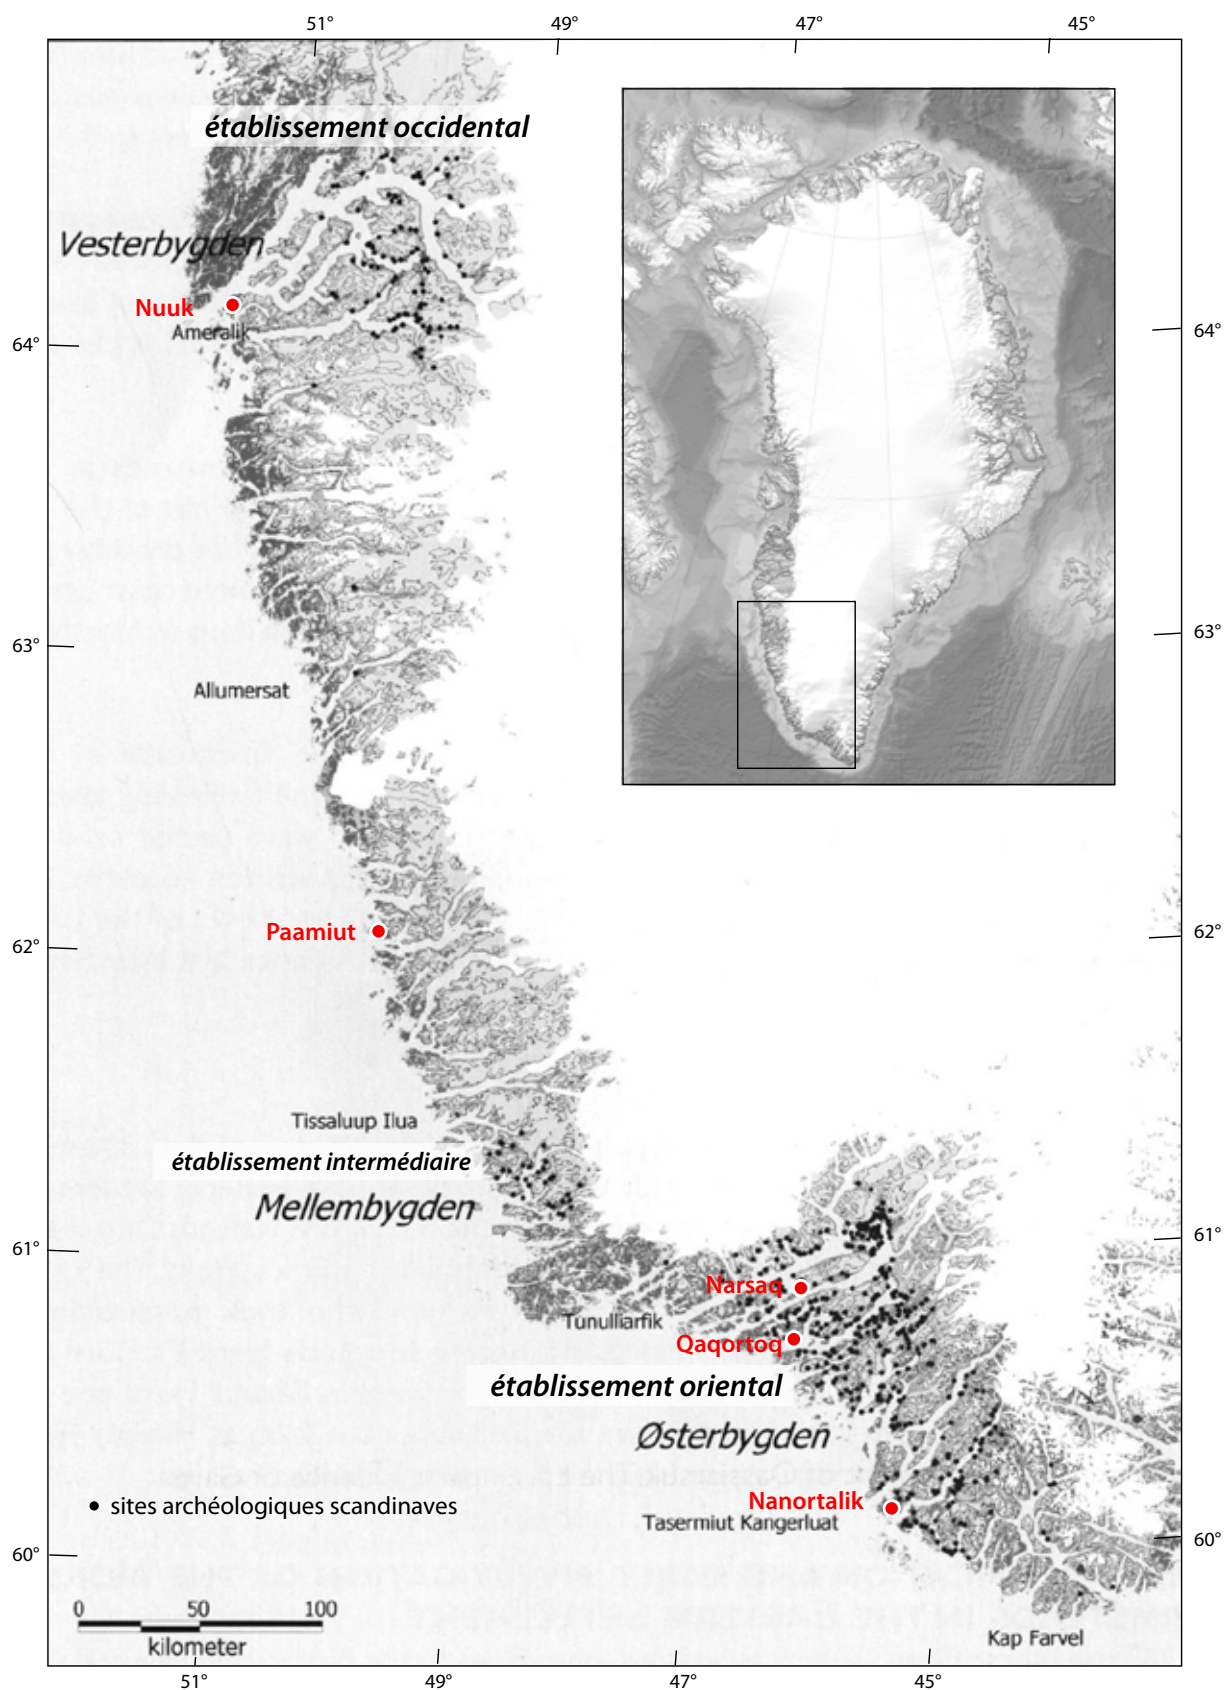 51° 49° 47° 45°
établissement occidental
Vesterbygden
Nuuk
Ameralik
64° 64°
63° 63°
Allumersat
Paamiut
62° 62°
Tissaluup Ilua
établissement intermédiaire
Mellembygden
61° 61°
Narsaq
Tunulliarfik
Qaqortoq
établissement oriental
Østerbygden
Nanortalik
sites archéologiques scandinaves
Tasermiut Kangerluat
60° 60°
0 50 100
kilometer
Kap Farvel
51° 49° 47° 45°